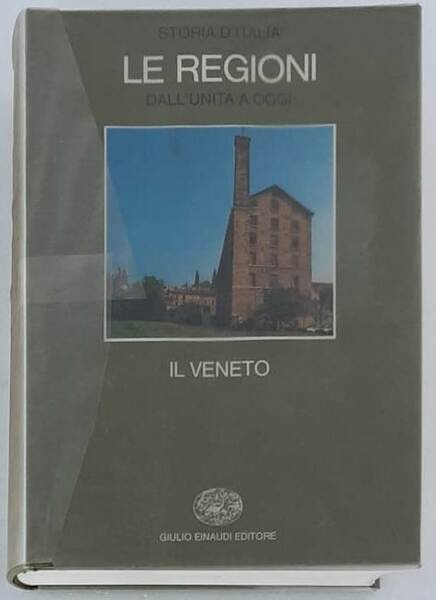 STORIA D'ITALIA
LE REGIONI
DALL'UNITÀ A OGGI
IL VENETO
GIULIO EINAUDI EDITORE